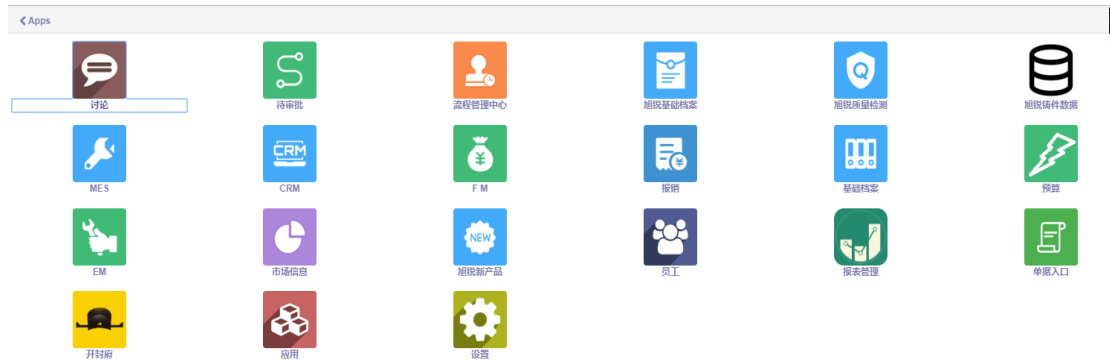 Apps
讨论
待审批
流程管理中心
旭锐基础档案
Q
旭锐质量检测
旭锐铸件数据
MES
CRM
CRM
¥
F M
¥
报销
基础档案
预算
EM
市场信息
NEW
旭锐新产品
员工
报表管理
单据入口
开封府
应用
设置